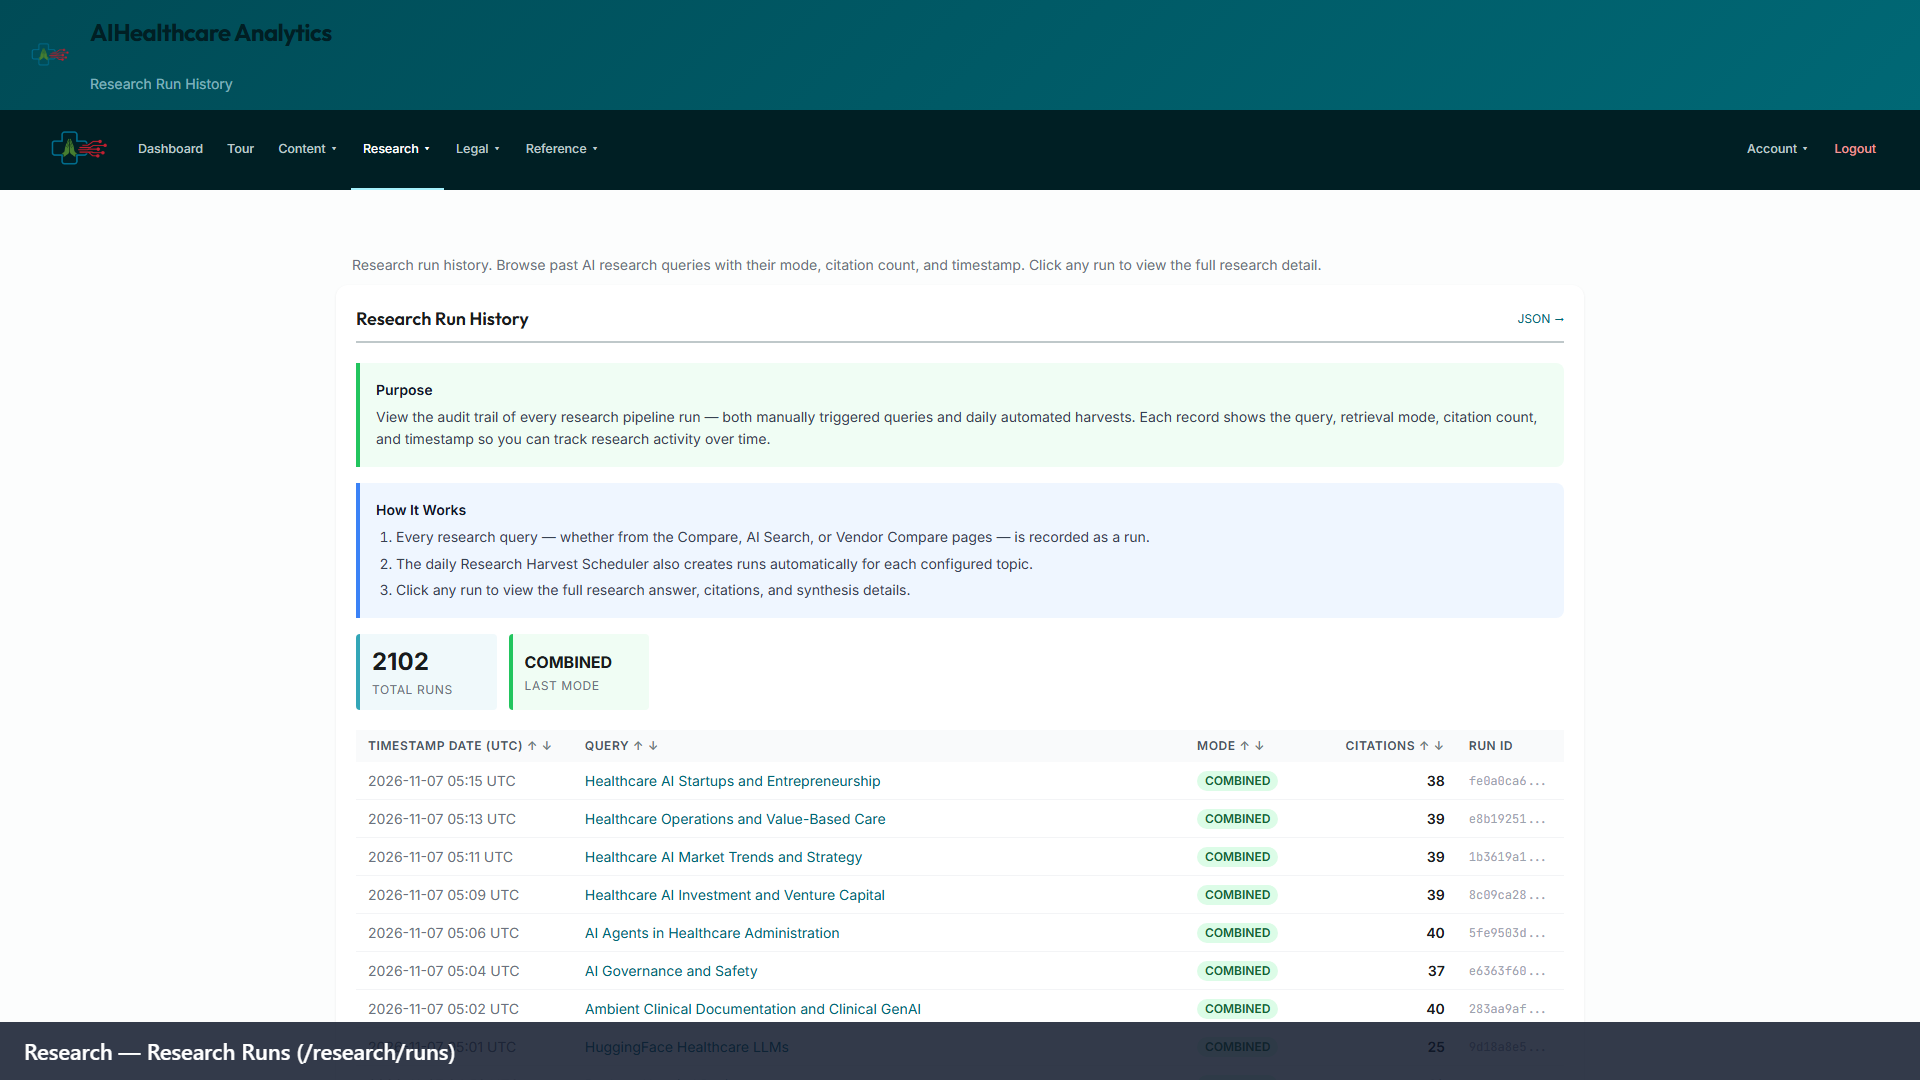 AIHealthcare Analytics
Research Run History
Dashboard Tour Content ▾ Research ▾ Legal ▾ Reference ▾ Account ▾ Logout
Research run history. Browse past AI research queries with their mode, citation count, and timestamp. Click any run to view the full research detail.
Research Run History JSON →
Purpose
View the audit trail of every research pipeline run — both manually triggered queries and daily automated harvests. Each record shows the query, retrieval mode, citation count,
and timestamp so you can track research activity over time.
How It Works
1. Every research query — whether from the Compare, AI Search, or Vendor Compare pages — is recorded as a run.
2. The daily Research Harvest Scheduler also creates runs automatically for each configured topic.
3. Click any run to view the full research answer, citations, and synthesis details.
2102
TOTAL RUNS
COMBINED
LAST MODE
TIMESTAMP DATE (UTC) ↑ ↓ QUERY ↑ ↓ MODE ↑ ↓ CITATIONS ↑ ↓ RUN ID
2026-11-07 05:15 UTC Healthcare AI Startups and Entrepreneurship COMBINED 38 fe0a0ca6...
2026-11-07 05:13 UTC Healthcare Operations and Value-Based Care COMBINED 39 e8b19251...
2026-11-07 05:11 UTC Healthcare AI Market Trends and Strategy COMBINED 39 1b3619a1...
2026-11-07 05:09 UTC Healthcare AI Investment and Venture Capital COMBINED 39 8c09ca28...
2026-11-07 05:06 UTC AI Agents in Healthcare Administration COMBINED 40 5fe9503d...
2026-11-07 05:04 UTC AI Governance and Safety COMBINED 37 e6363f60...
2026-11-07 05:02 UTC Ambient Clinical Documentation and Clinical GenAI COMBINED 40 283aa9af...
05:01 UTC HuggingFace Healthcare LLMs COMBINED 25
Research — Research Runs (/research/runs)